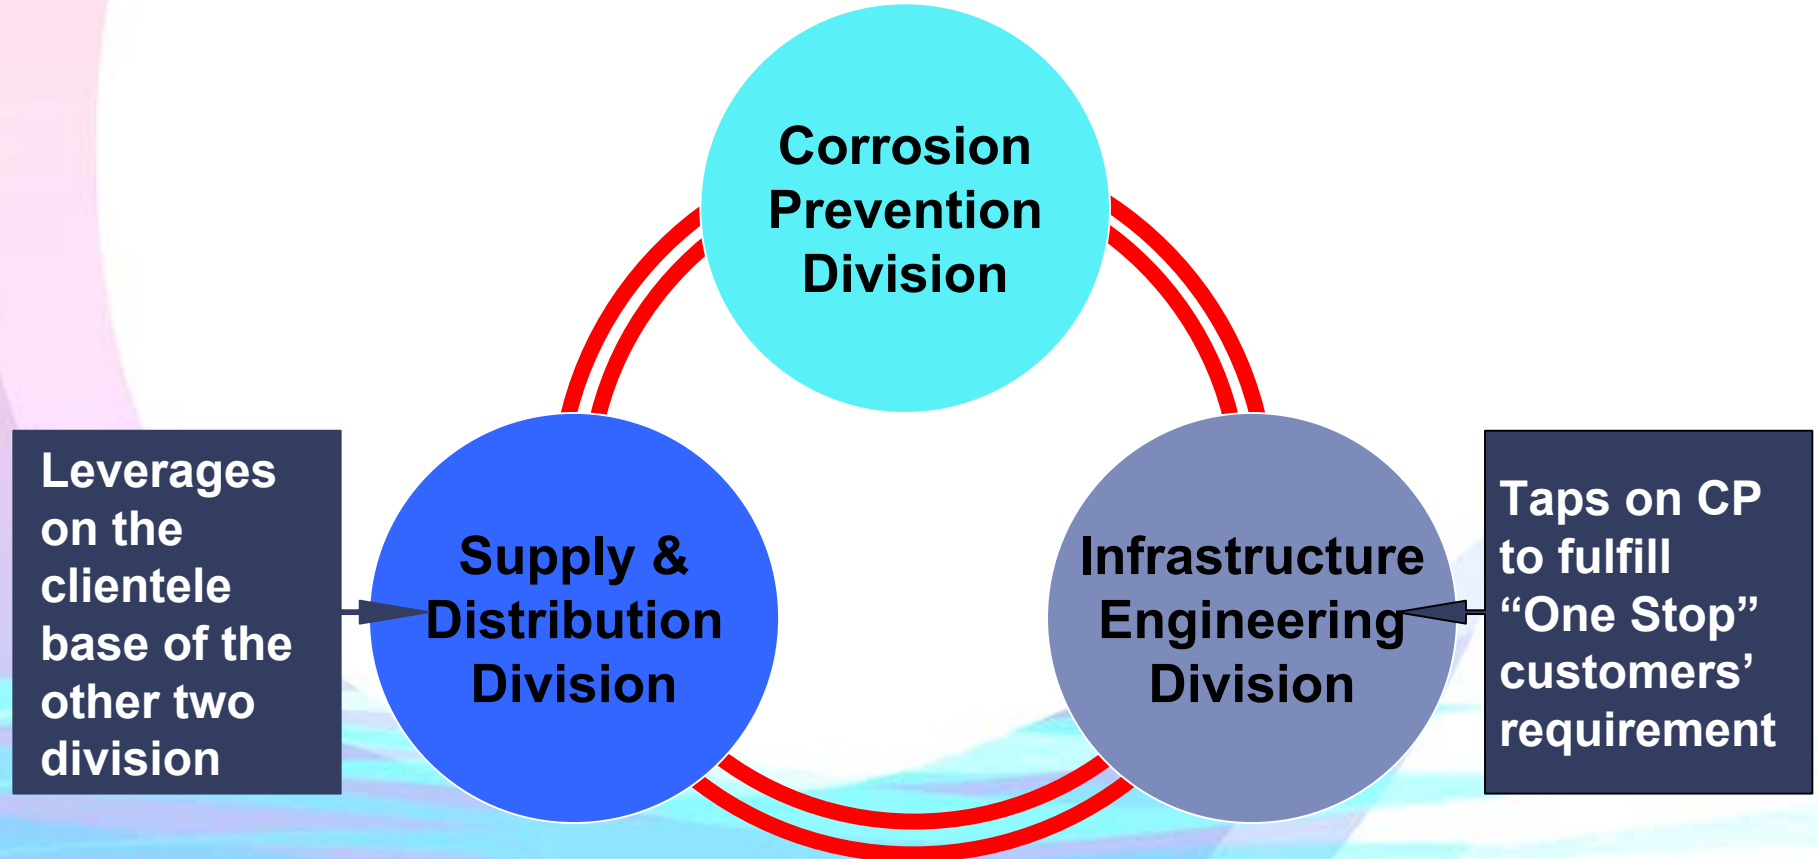 Corrosion
Prevention
Division
Leverages
on the
clientele
base of the
other two
division
Supply &
Distribution
Division
Infrastructure
Engineering
Division
Taps on CP
to fulfill
“One Stop”
customers’
requirement